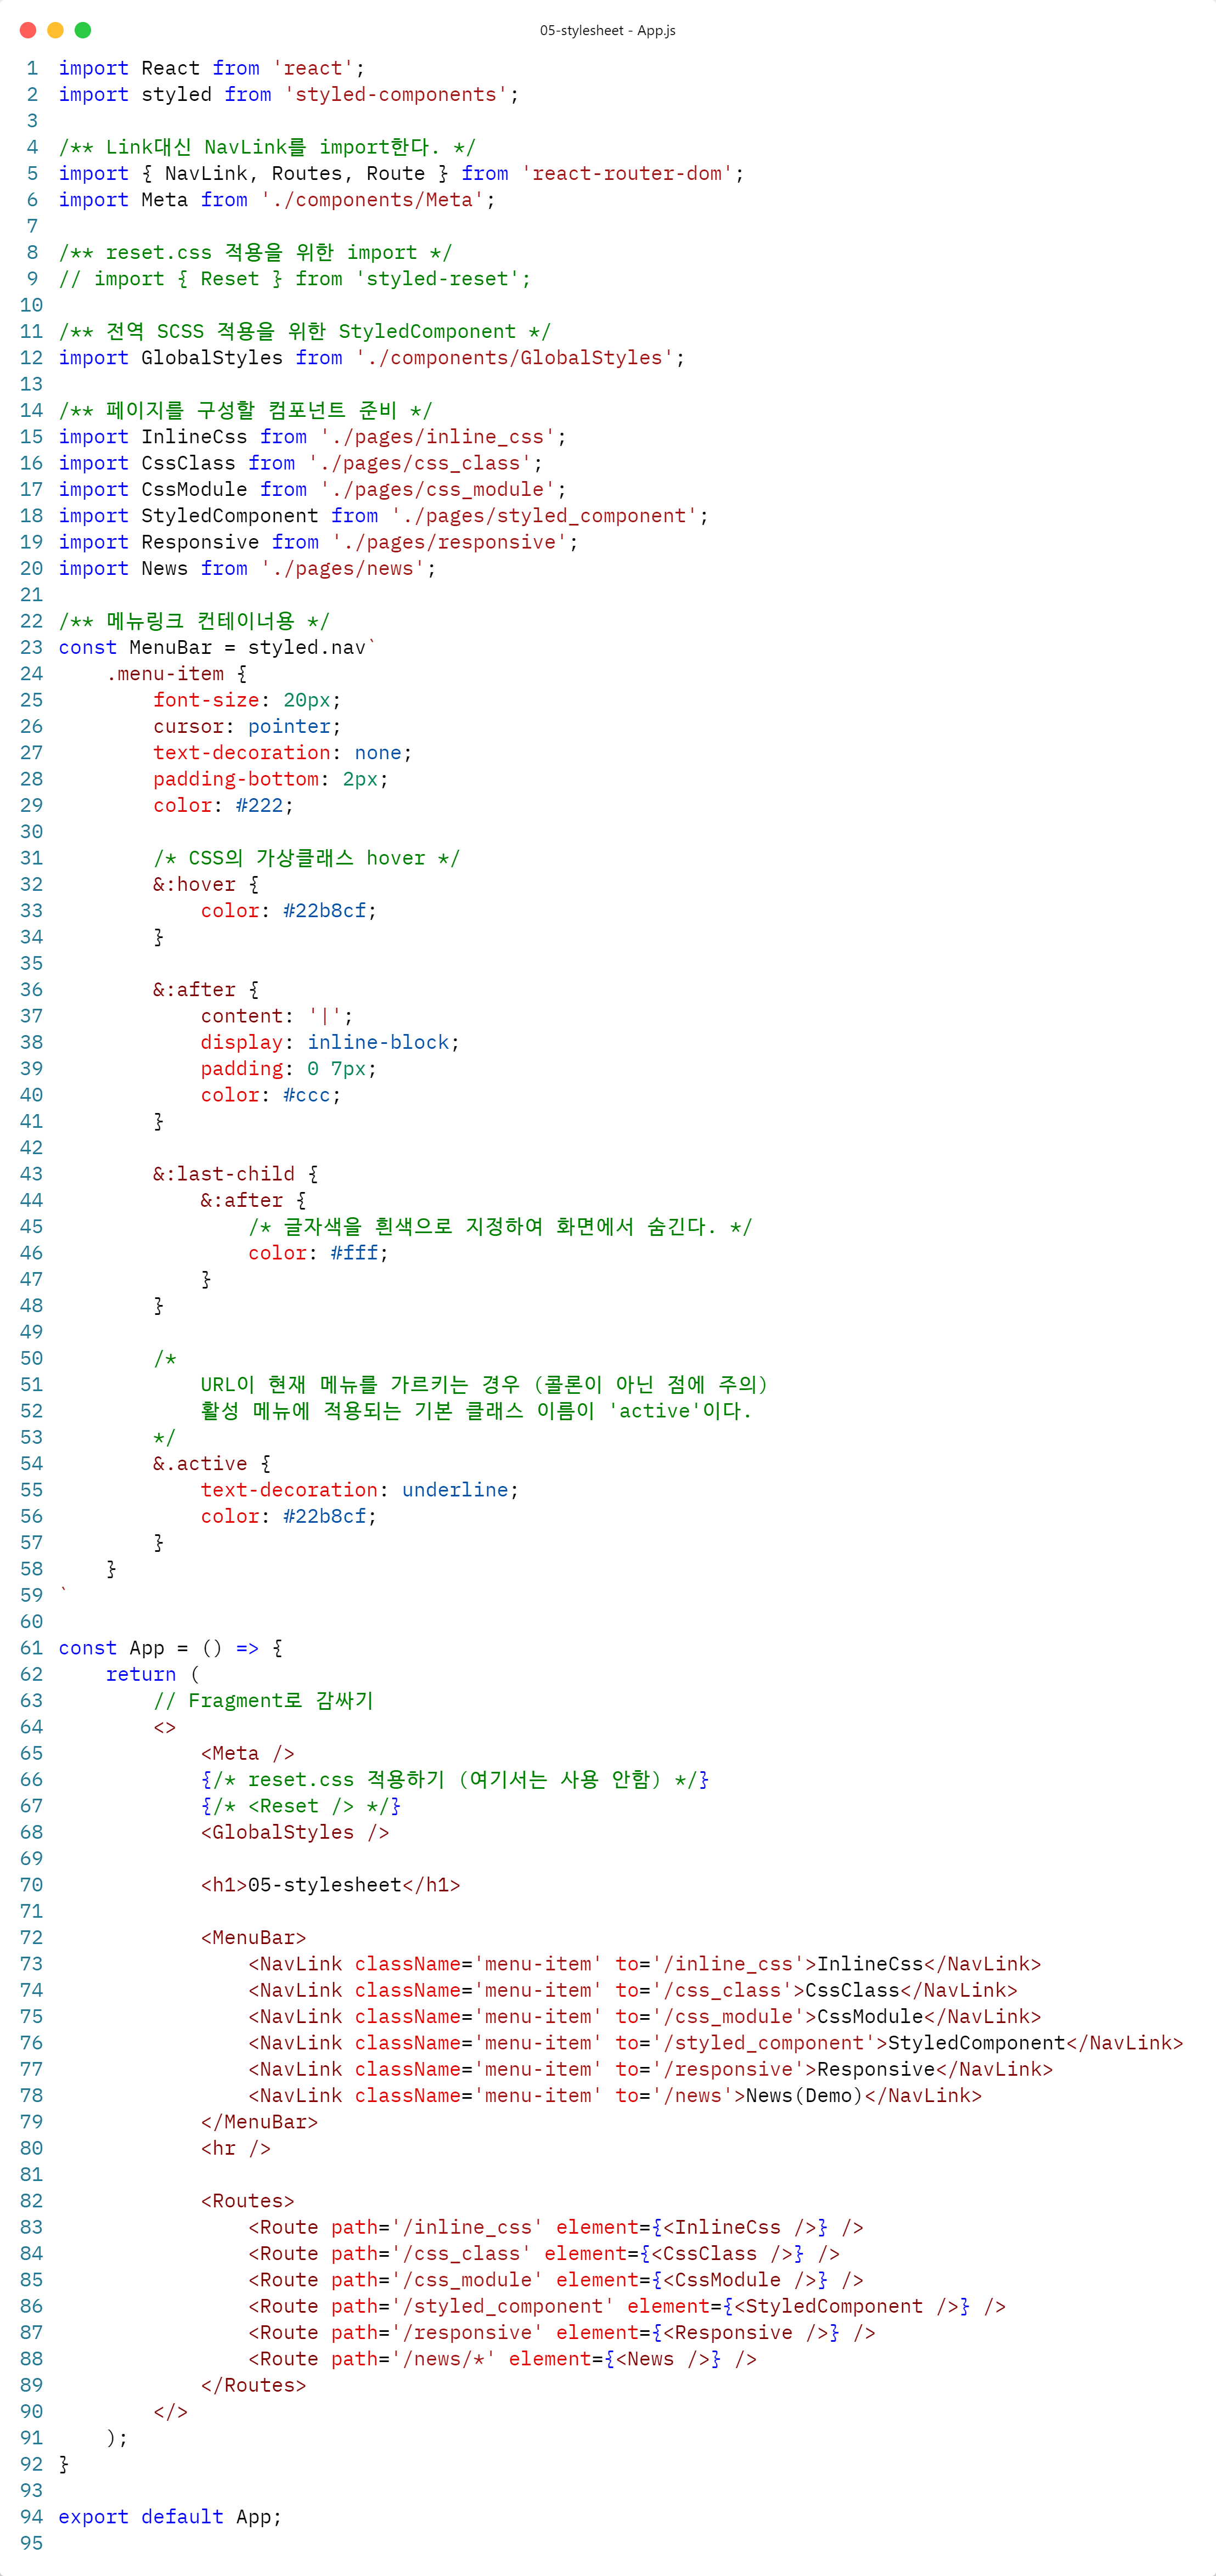 05-stylesheet - App.js
1 import React from 'react';
2 import styled from 'styled-components';
3
4 /** Link대신 NavLink를 import한다. */
5 import { NavLink, Routes, Route } from 'react-router-dom';
6 import Meta from './components/Meta';
7
8 /** reset.css 적용을 위한 import */
9 // import { Reset } from 'styled-reset';
10
11 /** 전역 SCSS 적용을 위한 StyledComponent */
12 import GlobalStyles from './components/GlobalStyles';
13
14 /** 페이지를 구성할 컴포넌트 준비 */
15 import InlineCss from './pages/inline_css';
16 import CssClass from './pages/css_class';
17 import CssModule from './pages/css_module';
18 import StyledComponent from './pages/styled_component';
19 import Responsive from './pages/responsive';
20 import News from './pages/news';
21
22 /** 메뉴링크 컨테이너용 */
23 const MenuBar = styled.nav`
24     .menu-item {
25         font-size: 20px;
26         cursor: pointer;
27         text-decoration: none;
28         padding-bottom: 2px;
29         color: #222;
30
31         /* CSS의 가상클래스 hover */
32         &:hover {
33             color: #22b8cf;
34         }
35
36         &:after {
37             content: '|';
38             display: inline-block;
39             padding: 0 7px;
40             color: #ccc;
41         }
42
43         &:last-child {
44             &:after {
45                 /* 글자색을 흰색으로 지정하여 화면에서 숨긴다. */
46                 color: #fff;
47             }
48         }
49
50         /*
51             URL이 현재 메뉴를 가르키는 경우 (콜론이 아닌 점에 주의)
52             활성 메뉴에 적용되는 기본 클래스 이름이 'active'이다.
53         */
54         &.active {
55             text-decoration: underline;
56             color: #22b8cf;
57         }
58     }
59 `
60
61 const App = () => {
62     return (
63         // Fragment로 감싸기
64         <>
65             <Meta />
66             {/* reset.css 적용하기 (여기서는 사용 안함) */}
67             {/* <Reset /> */}
68             <GlobalStyles />
69
70             <h1>05-stylesheet</h1>
71
72             <MenuBar>
73                 <NavLink className='menu-item' to='/inline_css'>InlineCss</NavLink>
74                 <NavLink className='menu-item' to='/css_class'>CssClass</NavLink>
75                 <NavLink className='menu-item' to='/css_module'>CssModule</NavLink>
76                 <NavLink className='menu-item' to='/styled_component'>StyledComponent</NavLink>
77                 <NavLink className='menu-item' to='/responsive'>Responsive</NavLink>
78                 <NavLink className='menu-item' to='/news'>News(Demo)</NavLink>
79             </MenuBar>
80             <hr />
81
82             <Routes>
83                 <Route path='/inline_css' element={<InlineCss />} />
84                 <Route path='/css_class' element={<CssClass />} />
85                 <Route path='/css_module' element={<CssModule />} />
86                 <Route path='/styled_component' element={<StyledComponent />} />
87                 <Route path='/responsive' element={<Responsive />} />
88                 <Route path='/news/*' element={<News />} />
89             </Routes>
90         </>
91     );
92 }
93
94 export default App;
95